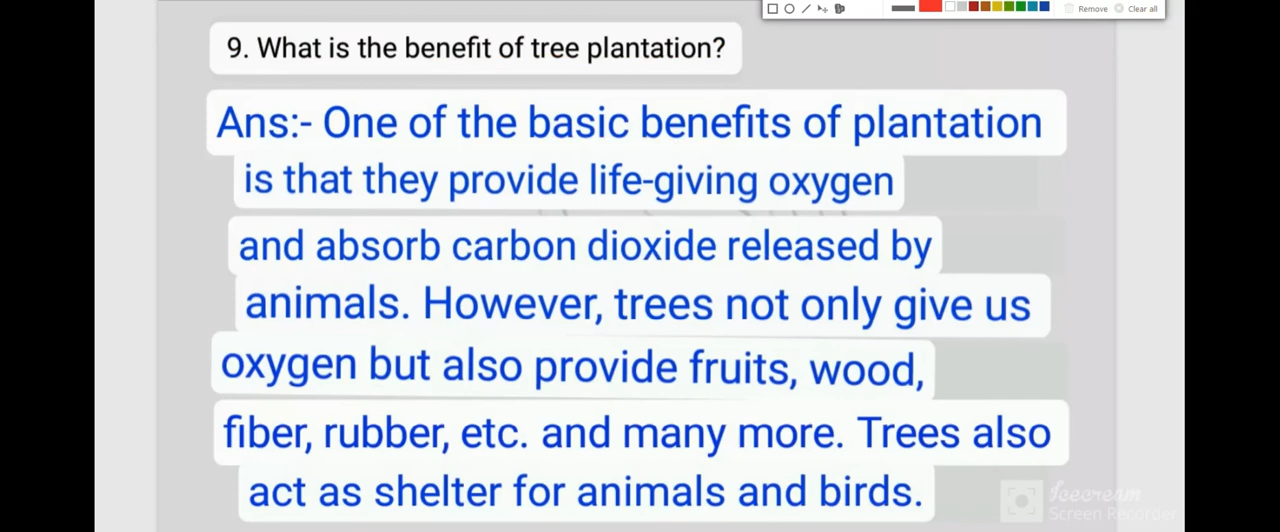 Remove Clear all
9. What is the benefit of tree plantation?
Ans:- One of the basic benefits of plantation
is that they provide life-giving oxygen
and absorb carbon dioxide released by
animals. However, trees not only give us
oxygen but also provide fruits, wood,
fiber, rubber, etc. and many more. Trees also
act as shelter for animals and birds.
Icecream
Screen Recorder